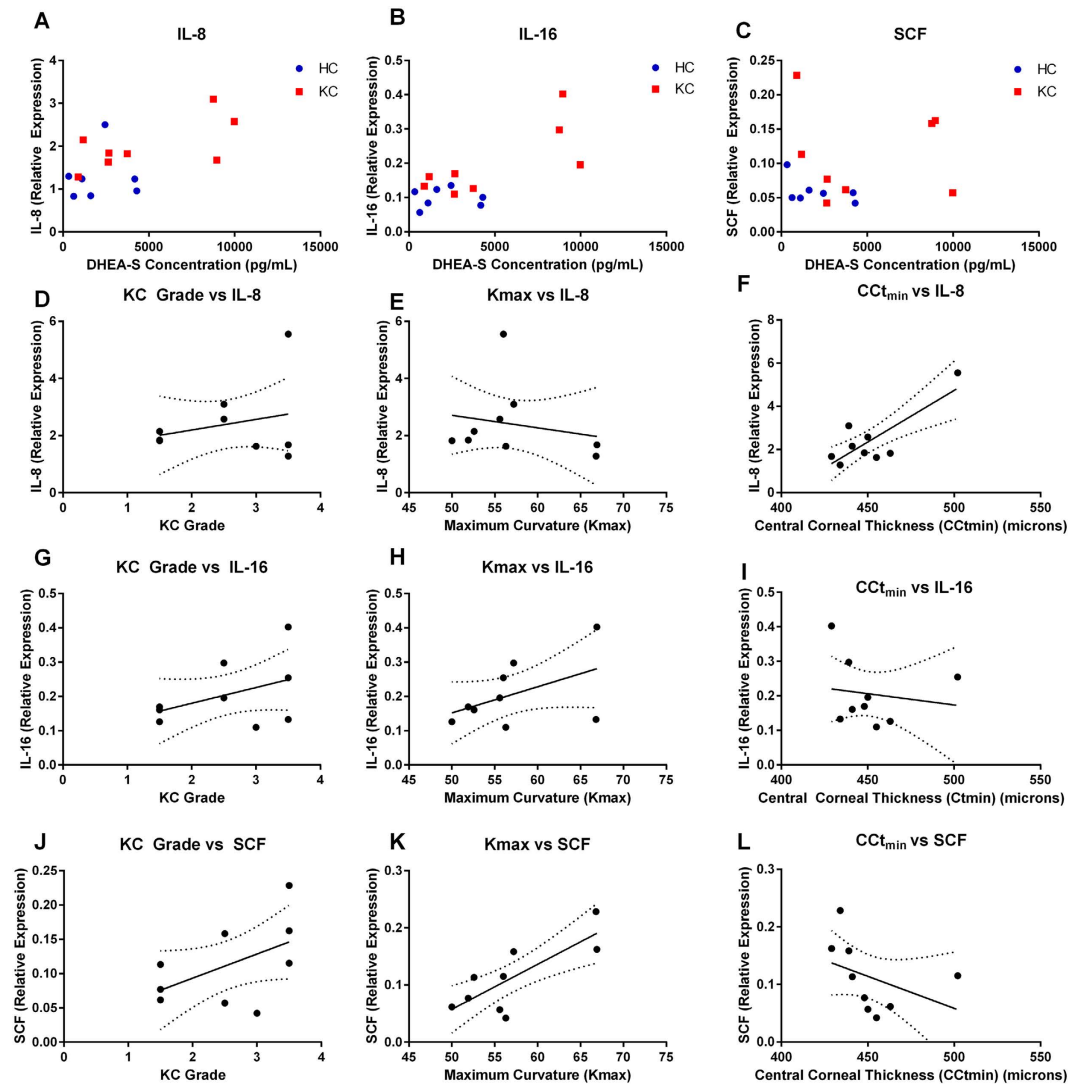 A
IL-8
IL-8 (Relative Expression)
4
3
2
1
0
0 5000 10000 15000
DHEA-S Concentration (pg/mL)
HC
KC
B
IL-16
IL-16 (Relative Expression)
0.5
0.4
0.3
0.2
0.1
0.0
0 5000 10000 15000
DHEA-S Concentration (pg/mL)
HC
KC
C
SCF
SCF (Relative Expression)
0.25
0.20
0.15
0.10
0.05
0.00
0 5000 10000 15000
DHEA-S Concentration (pg/mL)
HC
KC
D
KC Grade vs IL-8
IL-8 (Relative Expression)
6
4
2
0
0 1 2 3 4
KC Grade
E
Kmax vs IL-8
IL-8 (Relative Expression)
6
4
2
0
45 50 55 60 65 70 75
Maximum Curvature (Kmax)
F
CCtmin vs IL-8
IL-8 (Relative Expression)
8
6
4
2
0
400 450 500 550
Central Corneal Thickness (CCtmin) (microns)
G
KC Grade vs IL-16
IL-16 (Relative Expression)
0.5
0.4
0.3
0.2
0.1
0.0
0 1 2 3 4
KC Grade
H
Kmax vs IL-16
IL-16 (Relative Expression)
0.5
0.4
0.3
0.2
0.1
0.0
45 50 55 60 65 70 75
Maximum Curvature (Kmax)
I
CCtmin vs IL-16
IL-16 (Relative Expression)
0.5
0.4
0.3
0.2
0.1
0.0
400 450 500 550
Central Corneal Thickness (Ctmin) (microns)
J
KC Grade vs SCF
SCF (Relative Expression)
0.25
0.20
0.15
0.10
0.05
0.00
0 1 2 3 4
KC Grade
K
Kmax vs SCF
SCF (Relative Expression)
0.3
0.2
0.1
0.0
45 50 55 60 65 70 75
Maximum Curvature (Kmax)
L
CCtmin vs SCF
SCF (Relative Expression)
0.3
0.2
0.1
0.0
400 450 500 550
Central Corneal Thickness (CCtmin) (microns)